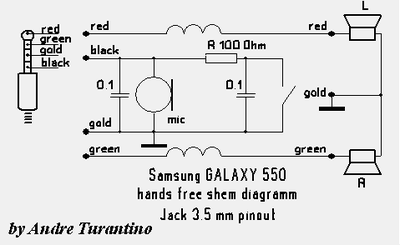 red
green
gold
black
red
red
L
black
R 100 Ohm
0.1
0.1
mic
gold
gold
green
green
R
Samsung GALAXY 550
hands free shem diagramm
Jack 3.5 mm pinout
by Andre Turantino